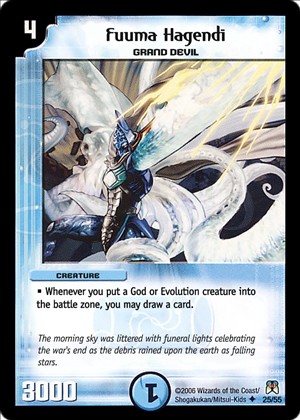 4
Fuuma Hagendi
GRAND DEVIL
CREATURE
▪ Whenever you put a God or Evolution creature into
the battle zone, you may draw a card.
The morning sky was littered with funeral lights celebrating
the war's end as the debris rained upon the earth as falling
stars.
3000
1
©2006 Wizards of the Coast/
Shogakukan/Mitsui-Kids ♦ 25/55